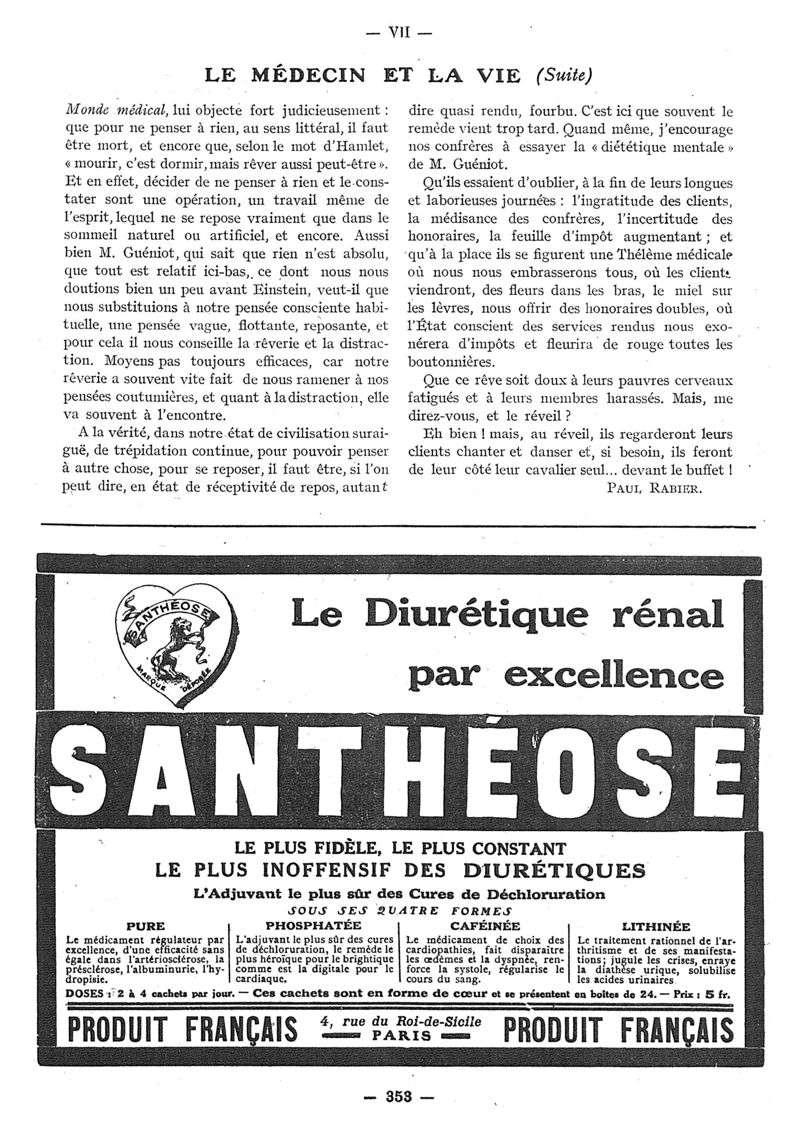 — VII —
LE MÉDECIN ET LA VIE (Suite)
Monde médical, lui objecte fort judicieusement :
que pour ne penser à rien, au sens littéral, il faut
être mort, et encore que, selon le mot d'Hamlet,
« mourir, c'est dormir, mais rêver aussi peut-être ».
Et en effet, décider de ne penser à rien et le cons-
tater sont une opération, un travail même de
l'esprit, lequel ne se repose vraiment que dans le
sommeil naturel ou artificiel, et encore. Aussi
bien M. Guéniot, qui sait que rien n'est absolu,
que tout est relatif ici-bas, ce dont nous nous
doutions bien un peu avant Einstein, veut-il que
nous substituions à notre pensée consciente habi-
tuelle, une pensée vague, flottante, reposante, et
pour cela il nous conseille la rêverie et la distrac-
tion. Moyens pas toujours efficaces, car notre
rêverie a souvent vite fait de nous ramener à nos
pensées coutumières, et quant à la distraction, elle
va souvent à l'encontre.
A la vérité, dans notre état de civilisation surai-
guë, de trépidation continue, pour pouvoir penser
à autre chose, pour se reposer, il faut être, si l'on
peut dire, en état de réceptivité de repos, autant
dire quasi rendu, fourbu. C'est ici que souvent le
remède vient trop tard. Quand même, j'encourage
nos confrères à essayer la « diététique mentale »
de M. Guéniot.
Qu'ils essaient d'oublier, à la fin de leurs longues
et laborieuses journées : l'ingratitude des clients,
la médisance des confrères, l'incertitude des
honoraires, la feuille d'impôt augmentant ; et
qu'à la place ils se figurent une Thélème médicale
où nous nous embrasserons tous, où les clients
viendront, des fleurs dans les bras, le miel sur
les lèvres, nous offrir des honoraires doubles, où
l'État conscient des services rendus nous exo-
nérera d'impôts et fleurira de rouge toutes les
boutonnières.
Que ce rêve soit doux à leurs pauvres cerveaux
fatigués et à leurs membres harassés. Mais, me
direz-vous, et le réveil ?
Eh bien ! mais, au réveil, ils regarderont leurs
clients chanter et danser et, si besoin, ils feront
de leur côté leur cavalier seul... devant le buffet !
PAUL RABIER.
SANTHÉOSE
MARQUE DÉPOSÉE
Le Diurétique rénal
par excellence
SANTHÉOSE
LE PLUS FIDÈLE, LE PLUS CONSTANT
LE PLUS INOFFENSIF DES DIURÉTIQUES
L'Adjuvant le plus sûr des Cures de Déchloruration
SOUS SES QUATRE FORMES
PURE
Le médicament régulateur par
excellence, d'une efficacité sans
égale dans l'artériosclérose, la
présclérose, l'albuminurie, l'hy-
dropisie.
PHOSPHATÉE
L'adjuvant le plus sûr des cures
de déchloruration, le remède le
plus héroïque pour le brightique
comme est la digitale pour le
cardiaque.
CAFÉINÉE
Le médicament de choix des
cardiopathies, fait disparaître
les œdèmes et la dyspnée, ren-
force la systole, régularise le
cours du sang.
LITHINÉE
Le traitement rationnel de l'ar-
thritisme et de ses manifesta-
tions ; jugule les crises, enraye
la diathèse urique, solubilise
les acides urinaires
DOSES : 2 à 4 cachets par jour. — Ces cachets sont en forme de cœur et se présentent en boites de 24. — Prix : 5 fr.
PRODUIT FRANÇAIS
4, rue du Roi-de-Sicile
PARIS
PRODUIT FRANÇAIS
— 353 —